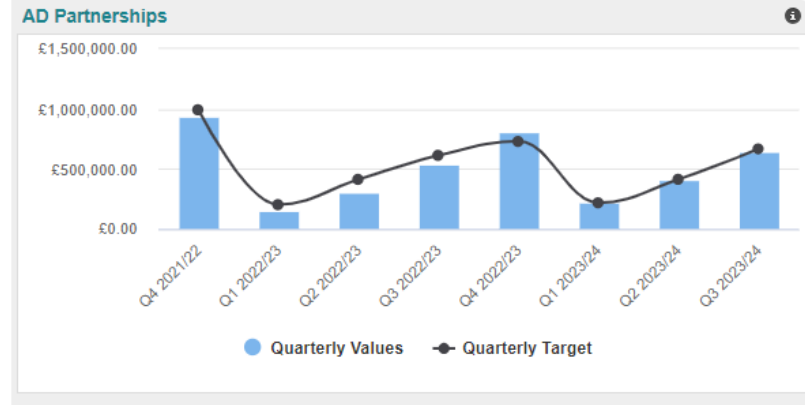 AD Partnerships
£1,500,000.00
£1,000,000.00
£500,000.00
£0.00
Q4 2021/22
Q1 2022/23
Q2 2022/23
Q3 2022/23
Q4 2022/23
Q1 2023/24
Q2 2023/24
Q3 2023/24
Quarterly Values Quarterly Target